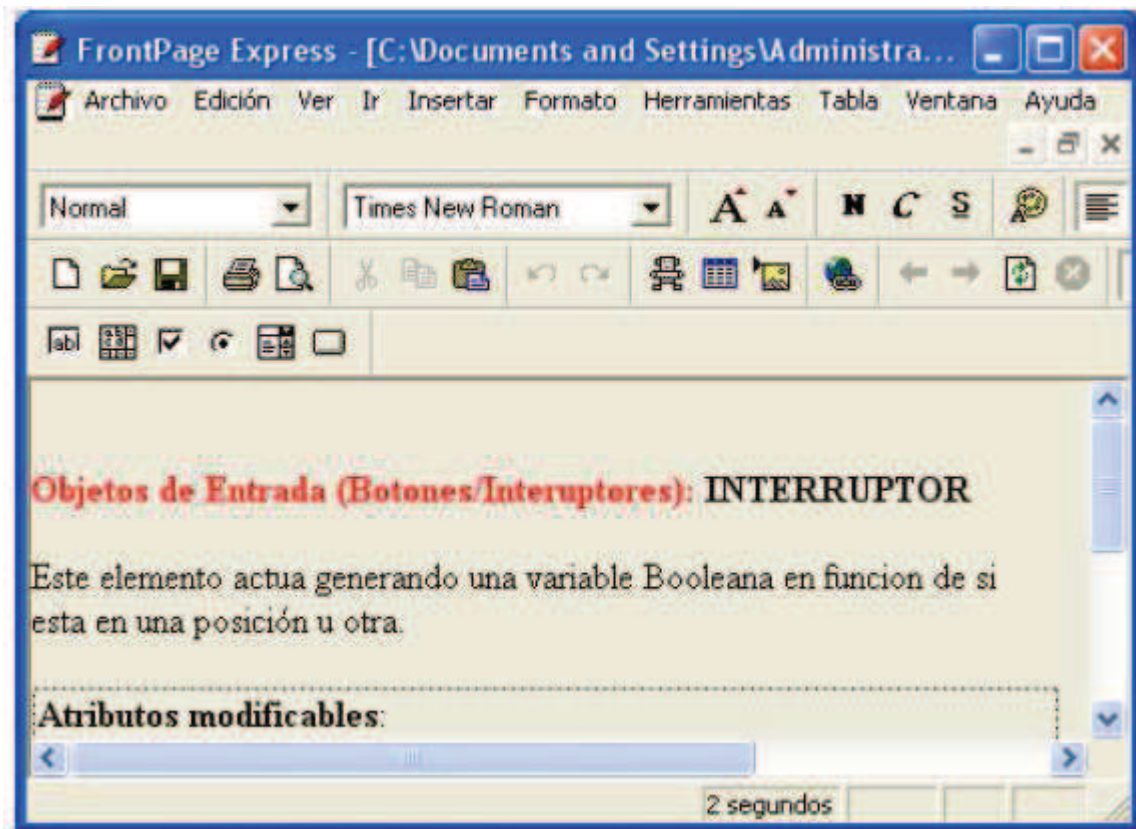 FrontPage Express - [C:\Documents and Settings\Administra...
Archivo Edición Ver Ir Insertar Formato Herramientas Tabla Ventana Ayuda
Normal Times New Roman A A N C S
abl
Objetos de Entrada (Botones/Interuptores): INTERRUPTOR
Este elemento actua generando una variable Booleana en funcion de si
esta en una posición u otra.
Atributos modificables:
2 segundos